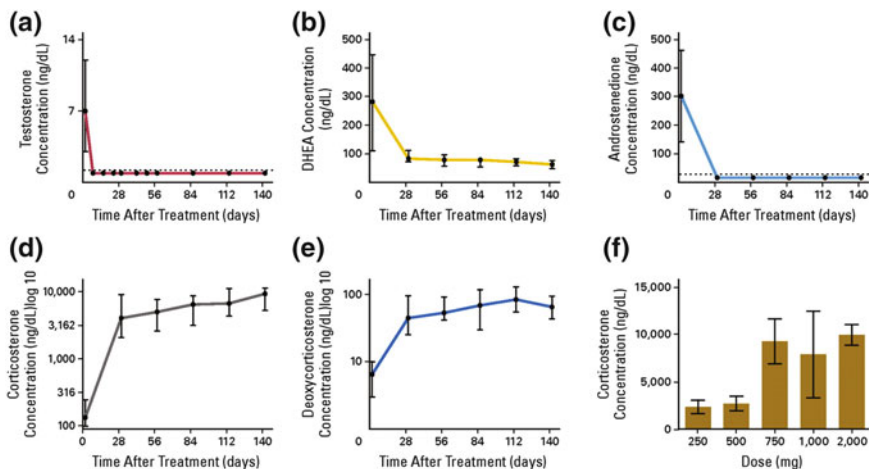 (a)
Testosterone
Concentration (ng/dL)
14
7
0
28
56
84
112
140
Time After Treatment (days)
(b)
DHEA Concentration
(ng/dL)
500
400
300
200
100
0
28
56
84
112
140
Time After Treatment (days)
(c)
Androstenedione
Concentration (ng/dL)
500
400
300
200
100
0
28
56
84
112
140
Time After Treatment (days)
(d)
Corticosterone
Concentration (ng/dL)log 10
10,000
3,162
1,000
316
100
0
28
56
84
112
140
Time After Treatment (days)
(e)
Deoxycorticosterone
Concentration (ng/dL)log 10
100
10
0
28
56
84
112
140
Time After Treatment (days)
(f)
Corticosterone
Concentration (ng/dL)
15,000
10,000
5,000
0
250
500
750
1,000
2,000
Dose (mg)